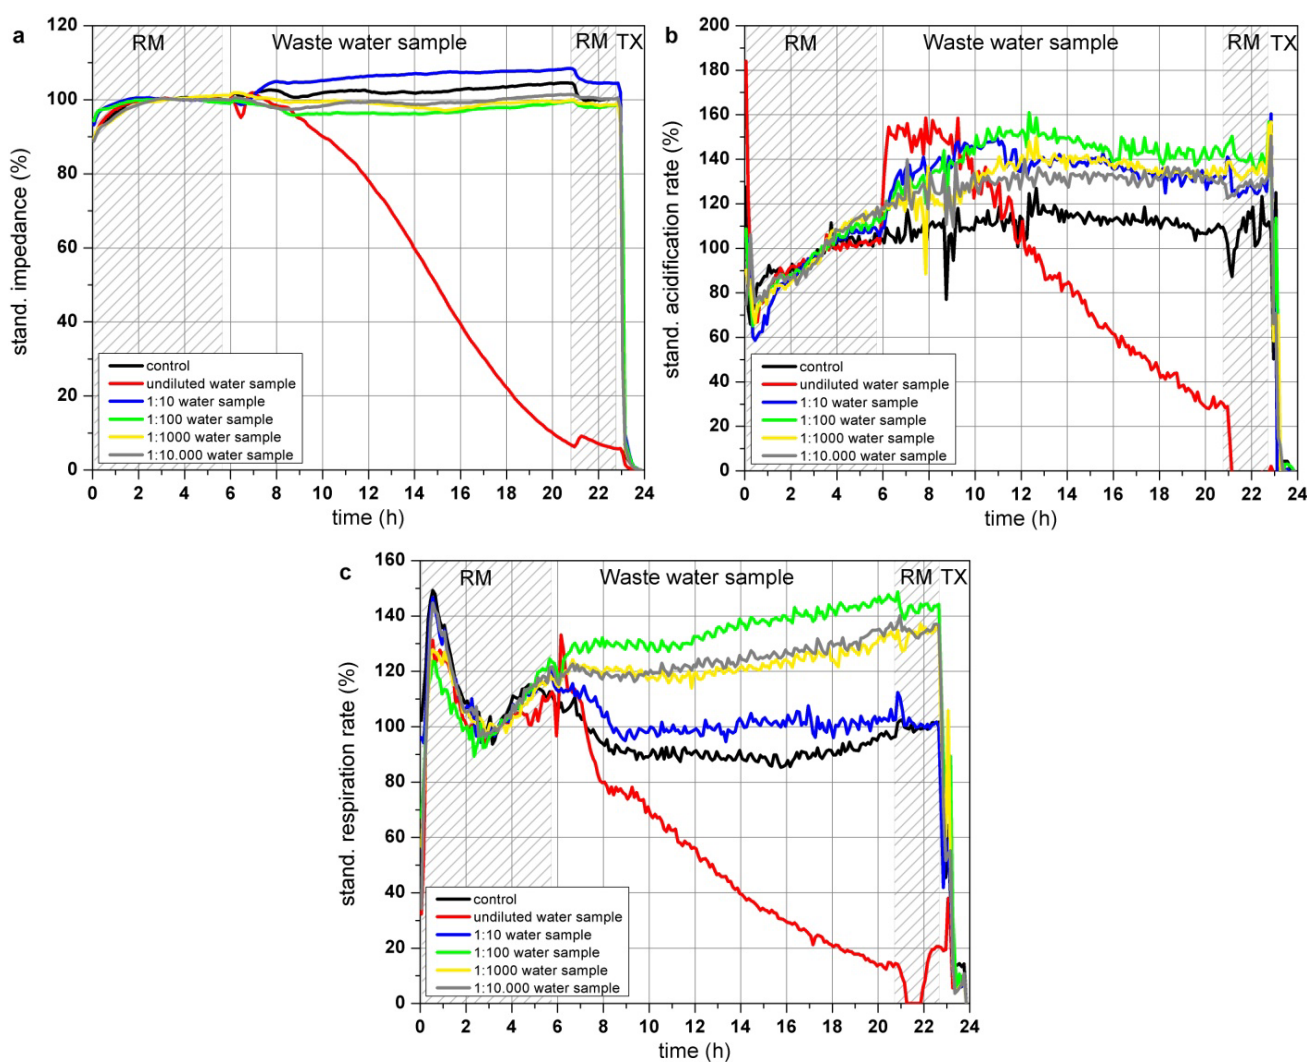 a
RM
Waste water sample
RM
TX
stand. impedance (%)
120
100
80
60
40
20
0
control
undiluted water sample
1:10 water sample
1:100 water sample
1:1000 water sample
1:10.000 water sample
0 2 4 6 8 10 12 14 16 18 20 22 24
time (h)
b
RM
Waste water sample
RM
TX
stand. acidification rate (%)
200
180
160
140
120
100
80
60
40
20
0
control
undiluted water sample
1:10 water sample
1:100 water sample
1:1000 water sample
1:10.000 water sample
0 2 4 6 8 10 12 14 16 18 20 22 24
time (h)
c
RM
Waste water sample
RM
TX
stand. respiration rate (%)
160
140
120
100
80
60
40
20
0
control
undiluted water sample
1:10 water sample
1:100 water sample
1:1000 water sample
1:10.000 water sample
0 2 4 6 8 10 12 14 16 18 20 22 24
time (h)